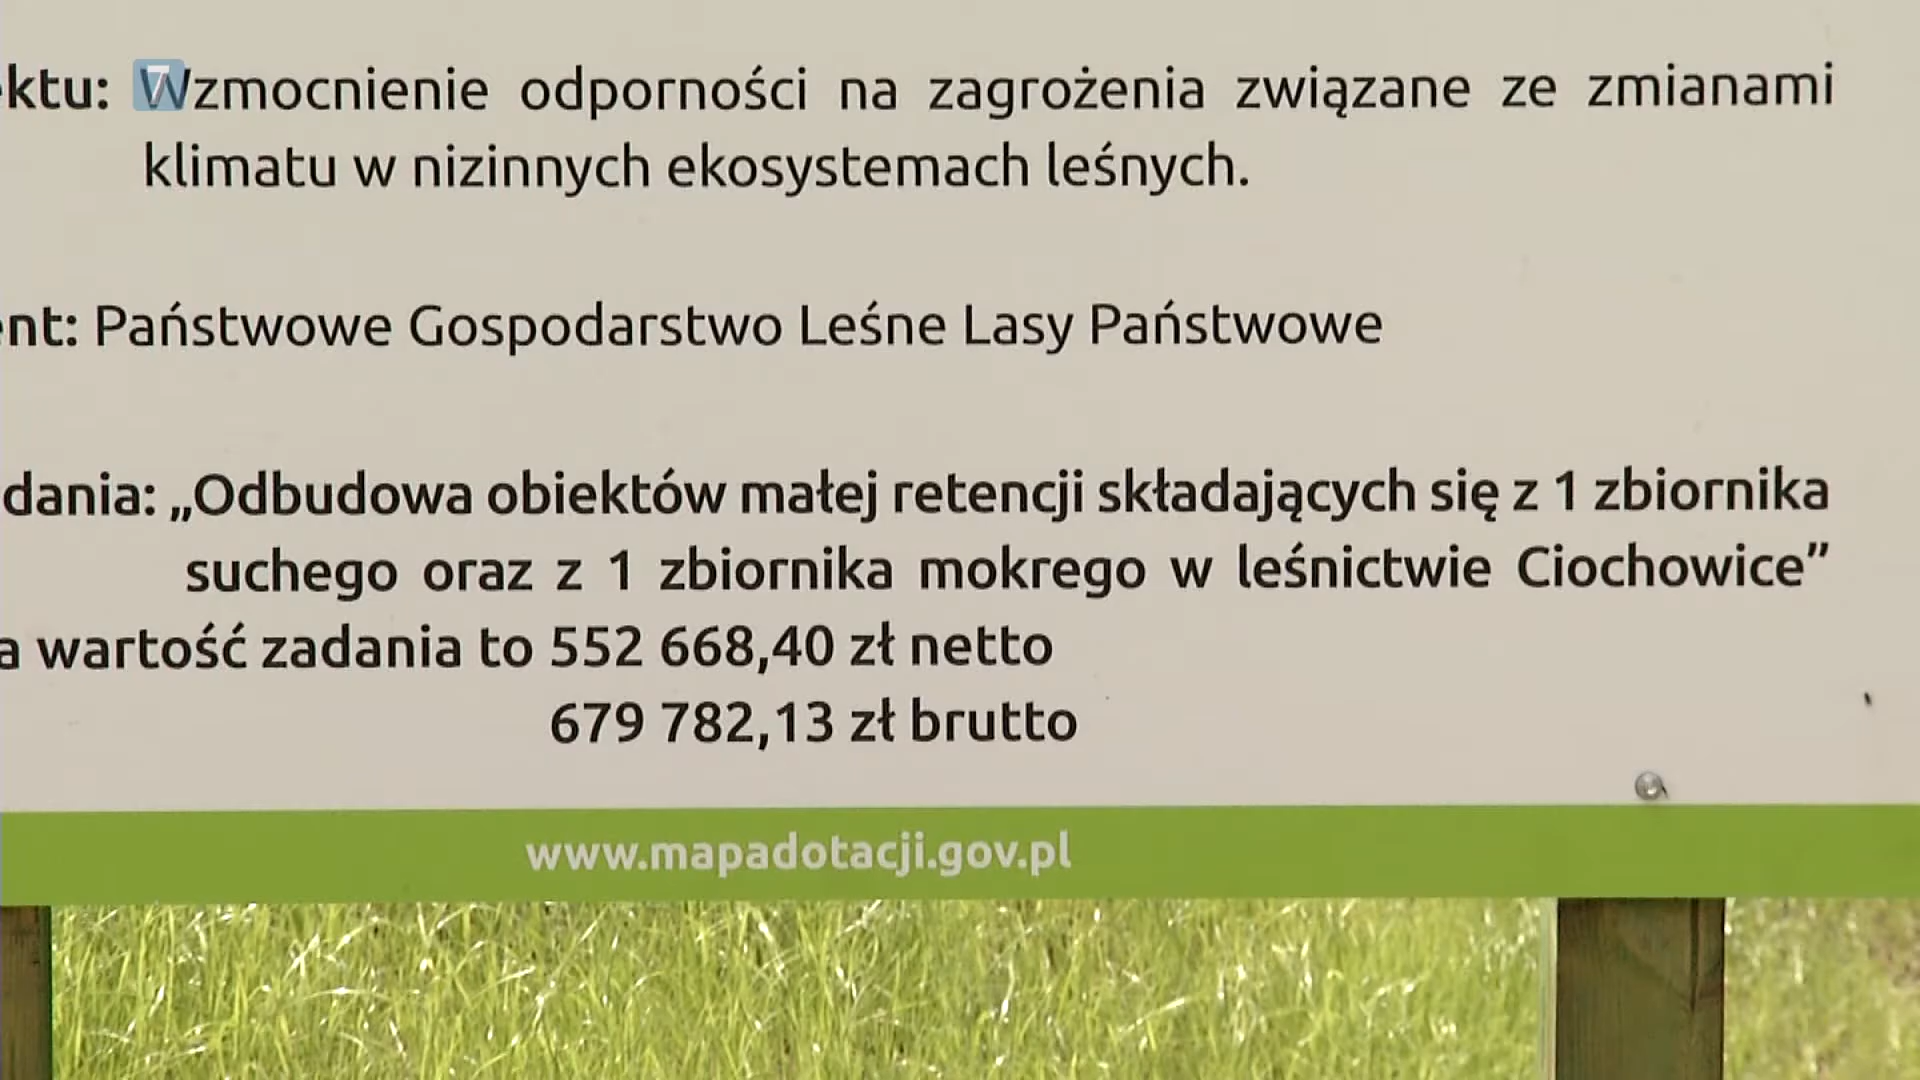 ktu: Wzmocnienie odporności na zagrożenia związane ze zmianami
klimatu w nizinnych ekosystemach leśnych.
nt: Państwowe Gospodarstwo Leśne Lasy Państwowe
dania: „Odbudowa obiektów małej retencji składających się z 1 zbiornika
suchego oraz z 1 zbiornika mokrego w leśnictwie Ciochowice”
a wartość zadania to 552 668,40 zł netto
679 782,13 zł brutto
www.mapadotacji.gov.pl